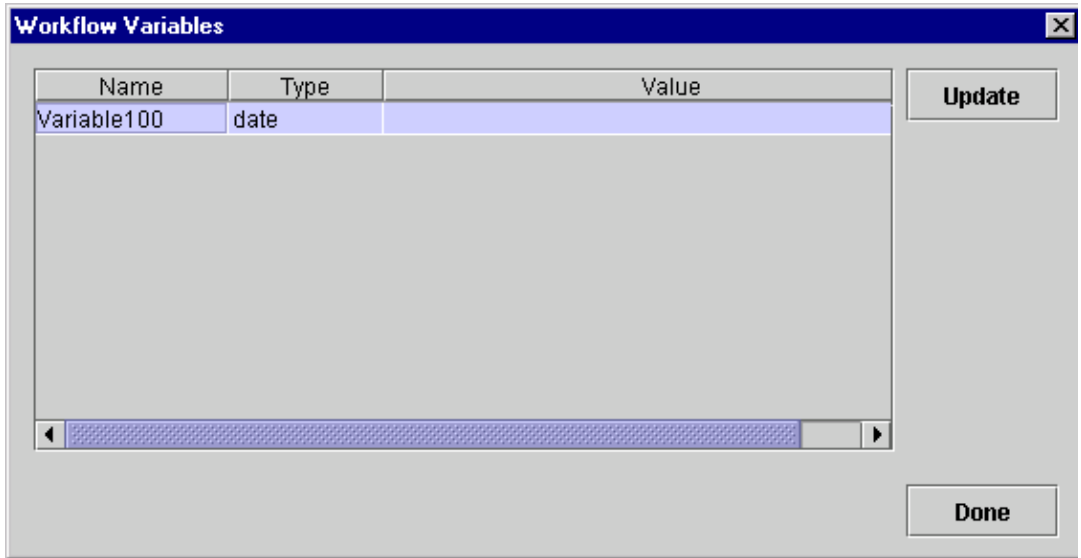 Workflow Variables
Name Type Value
Update
Variable100 date
Done